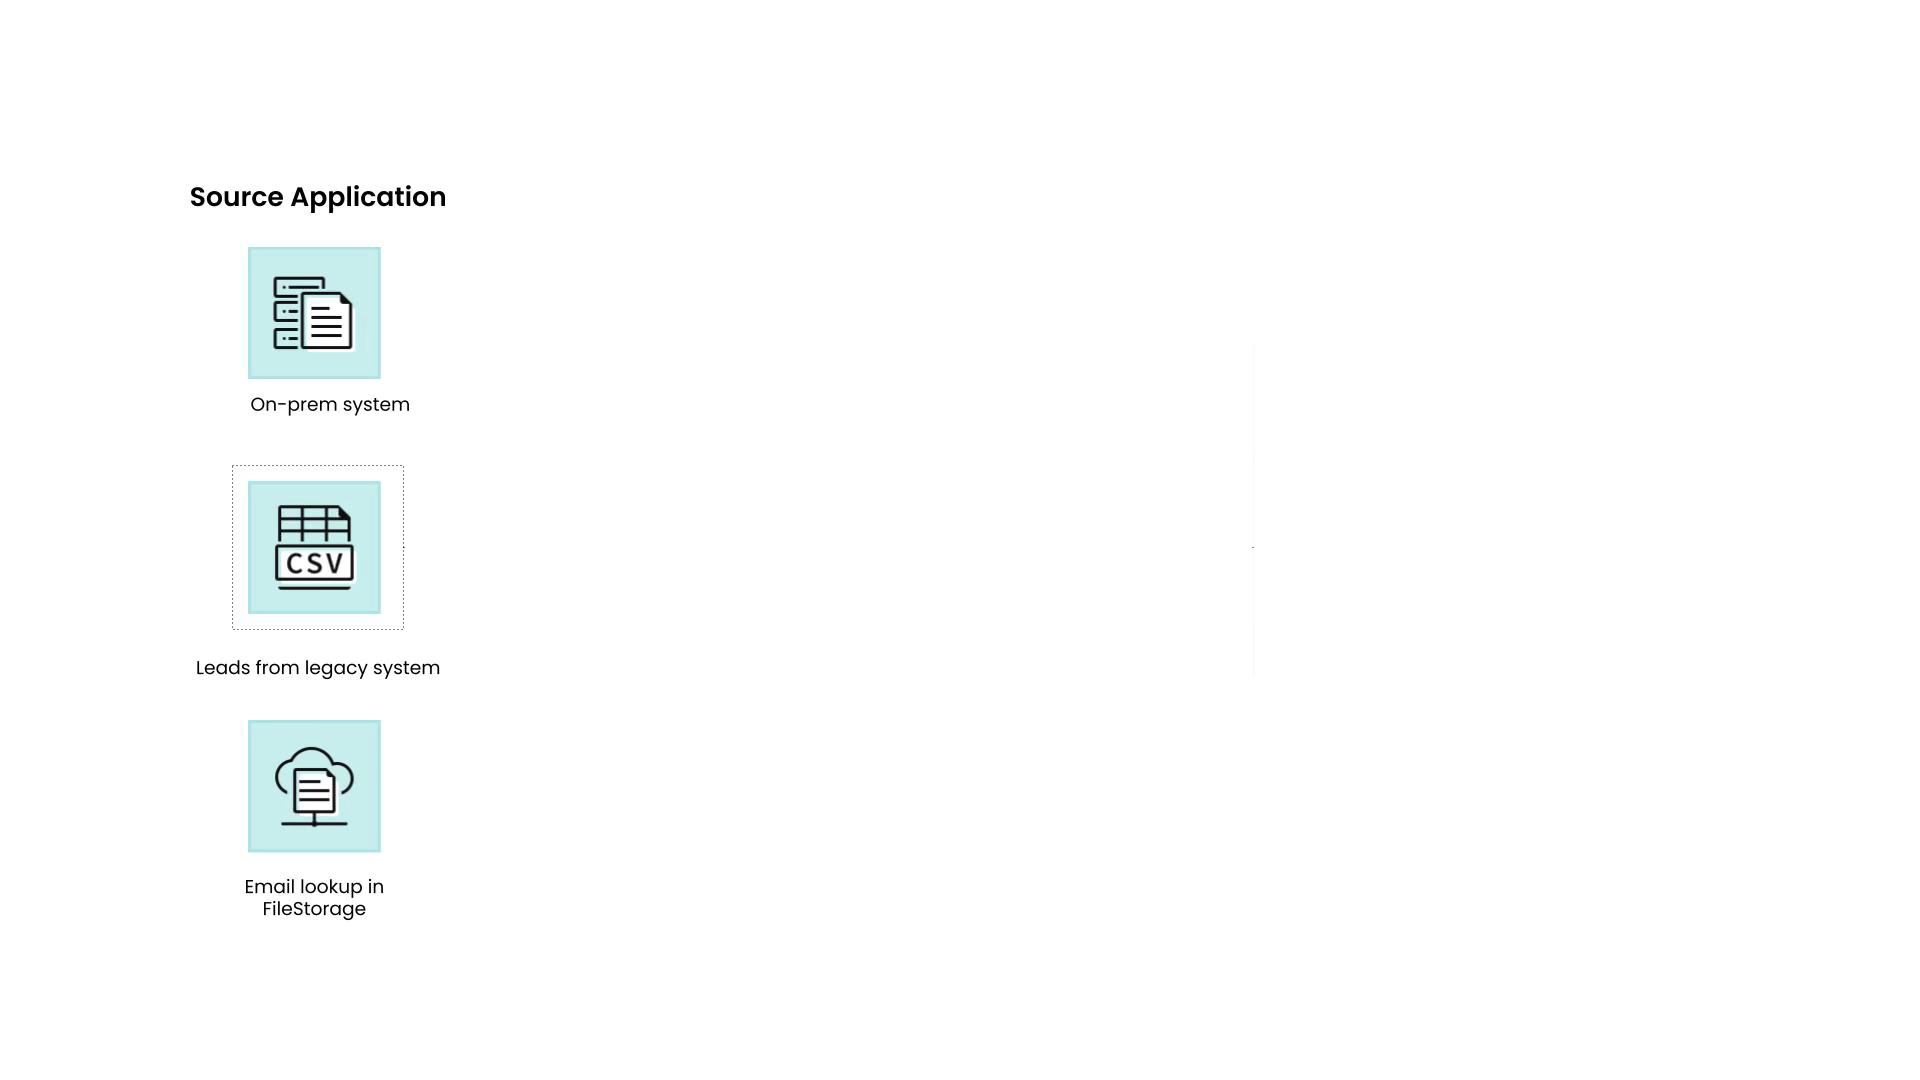 Source Application
On-prem system
CSV
Leads from legacy system
Email lookup in
FileStorage